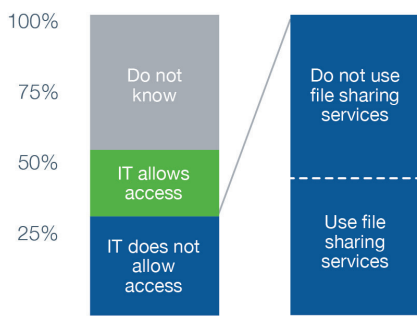 100%
75%
50%
25%
Do not
know
IT allows
access
IT does not
allow
access
Do not use
file sharing
services
Use file
sharing
services